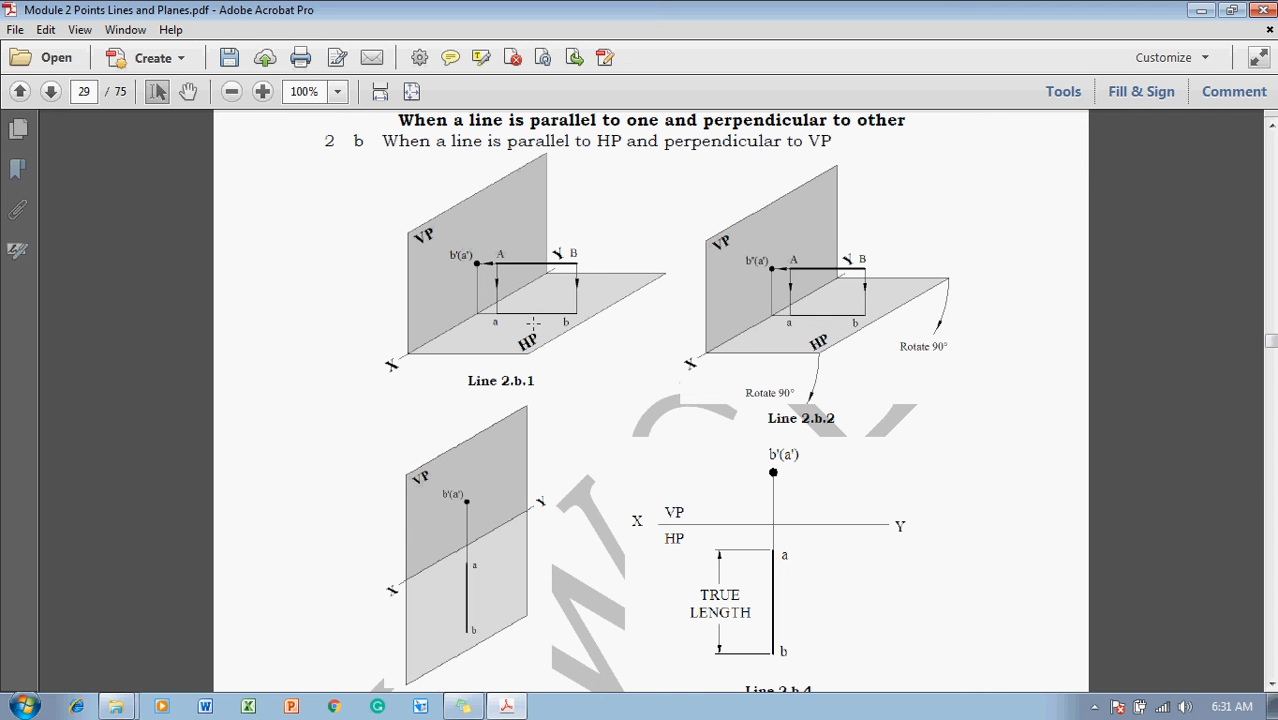 Module 2 Points Lines and Planes.pdf - Adobe Acrobat Pro
File Edit View Window Help
Open Create Customize
29 / 75 100% Tools Fill & Sign Comment
When a line is parallel to one and perpendicular to other
2 b When a line is parallel to HP and perpendicular to VP
VP
b'(a') A Y B
a b
HP
X
Line 2.b.1
VP
b'(a') A Y B
a b
HP
X
Rotate 90°
Rotate 90°
Line 2.b.2
VP
b'(a')
Y
a
X
b
b'(a')
X VP Y
HP
a
TRUE
LENGTH
b
Line 2.b.4
6:31 AM